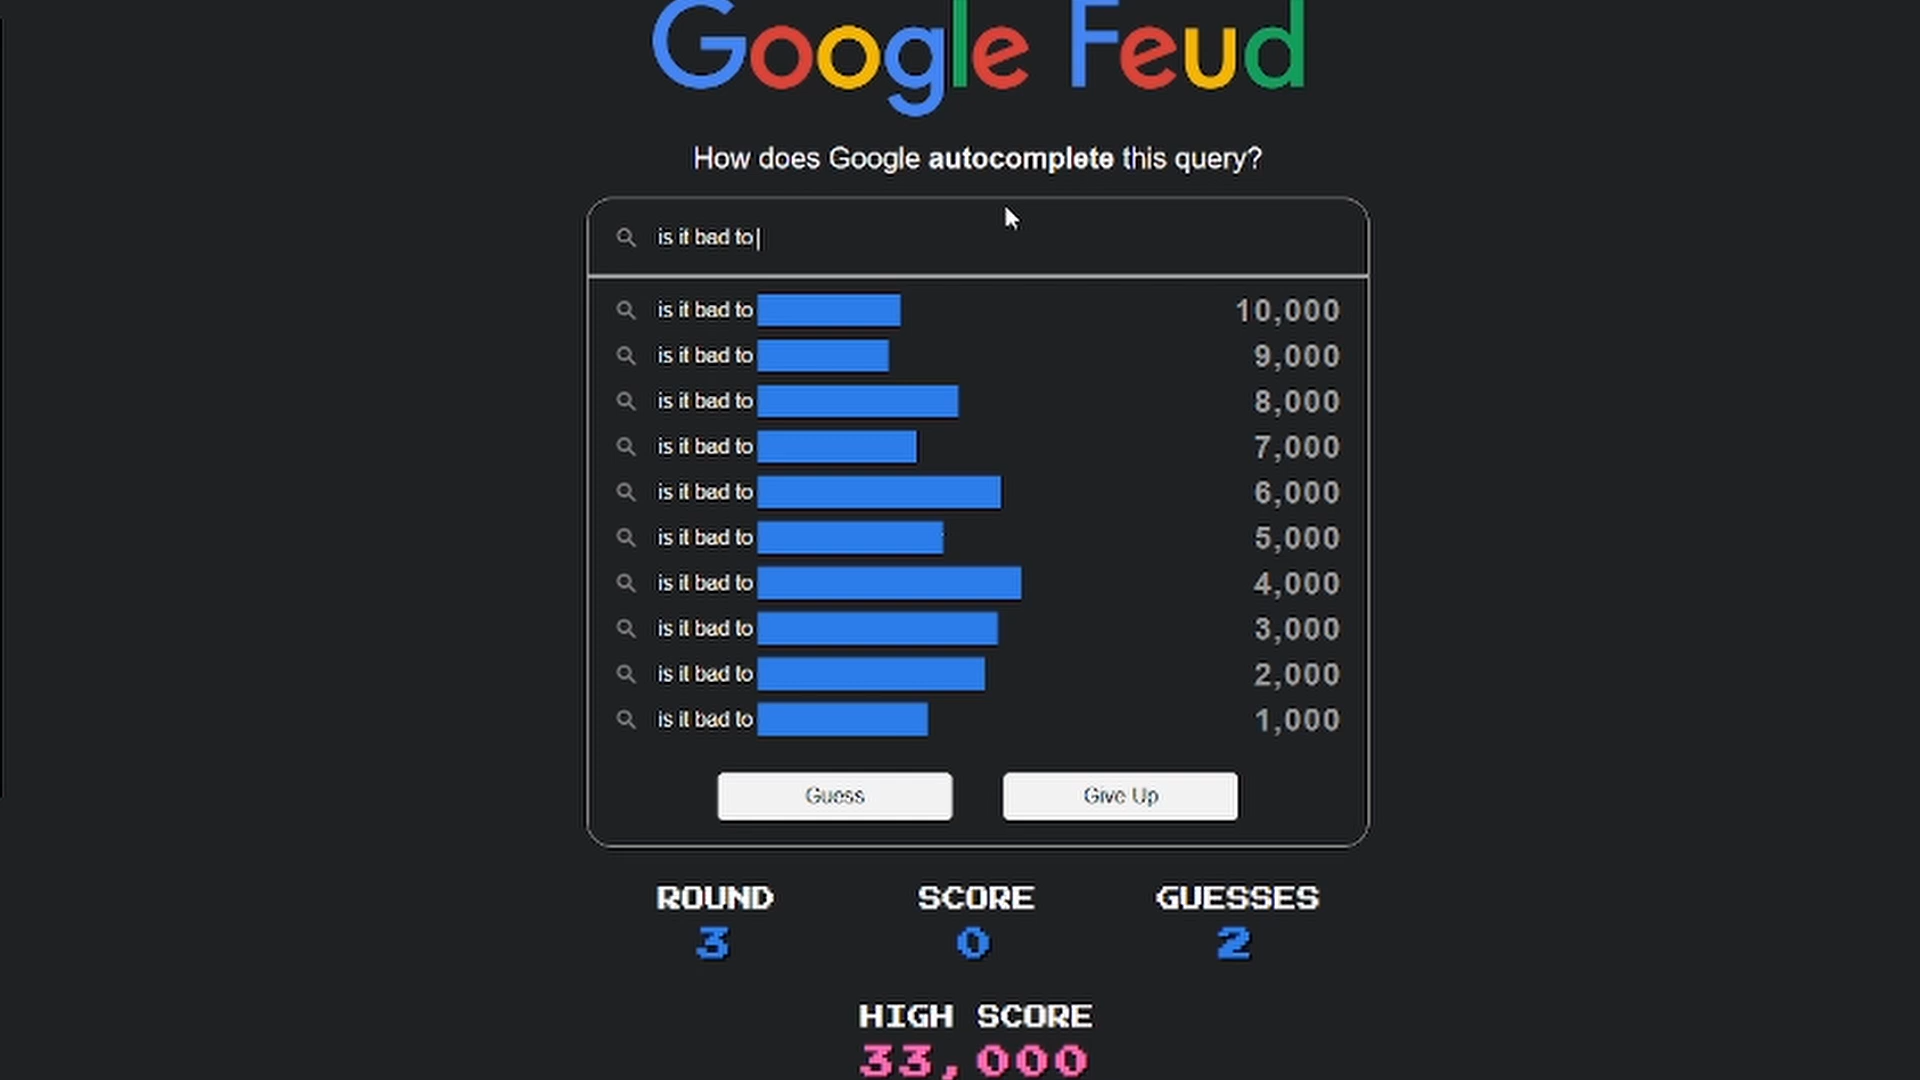 Google Feud
How does Google autocomplete this query?
is it bad to
is it bad to 10,000
is it bad to 9,000
is it bad to 8,000
is it bad to 7,000
is it bad to 6,000
is it bad to 5,000
is it bad to 4,000
is it bad to 3,000
is it bad to 2,000
is it bad to 1,000
Guess Give Up
ROUND SCORE GUESSES
3 0 2
HIGH SCORE
33,000